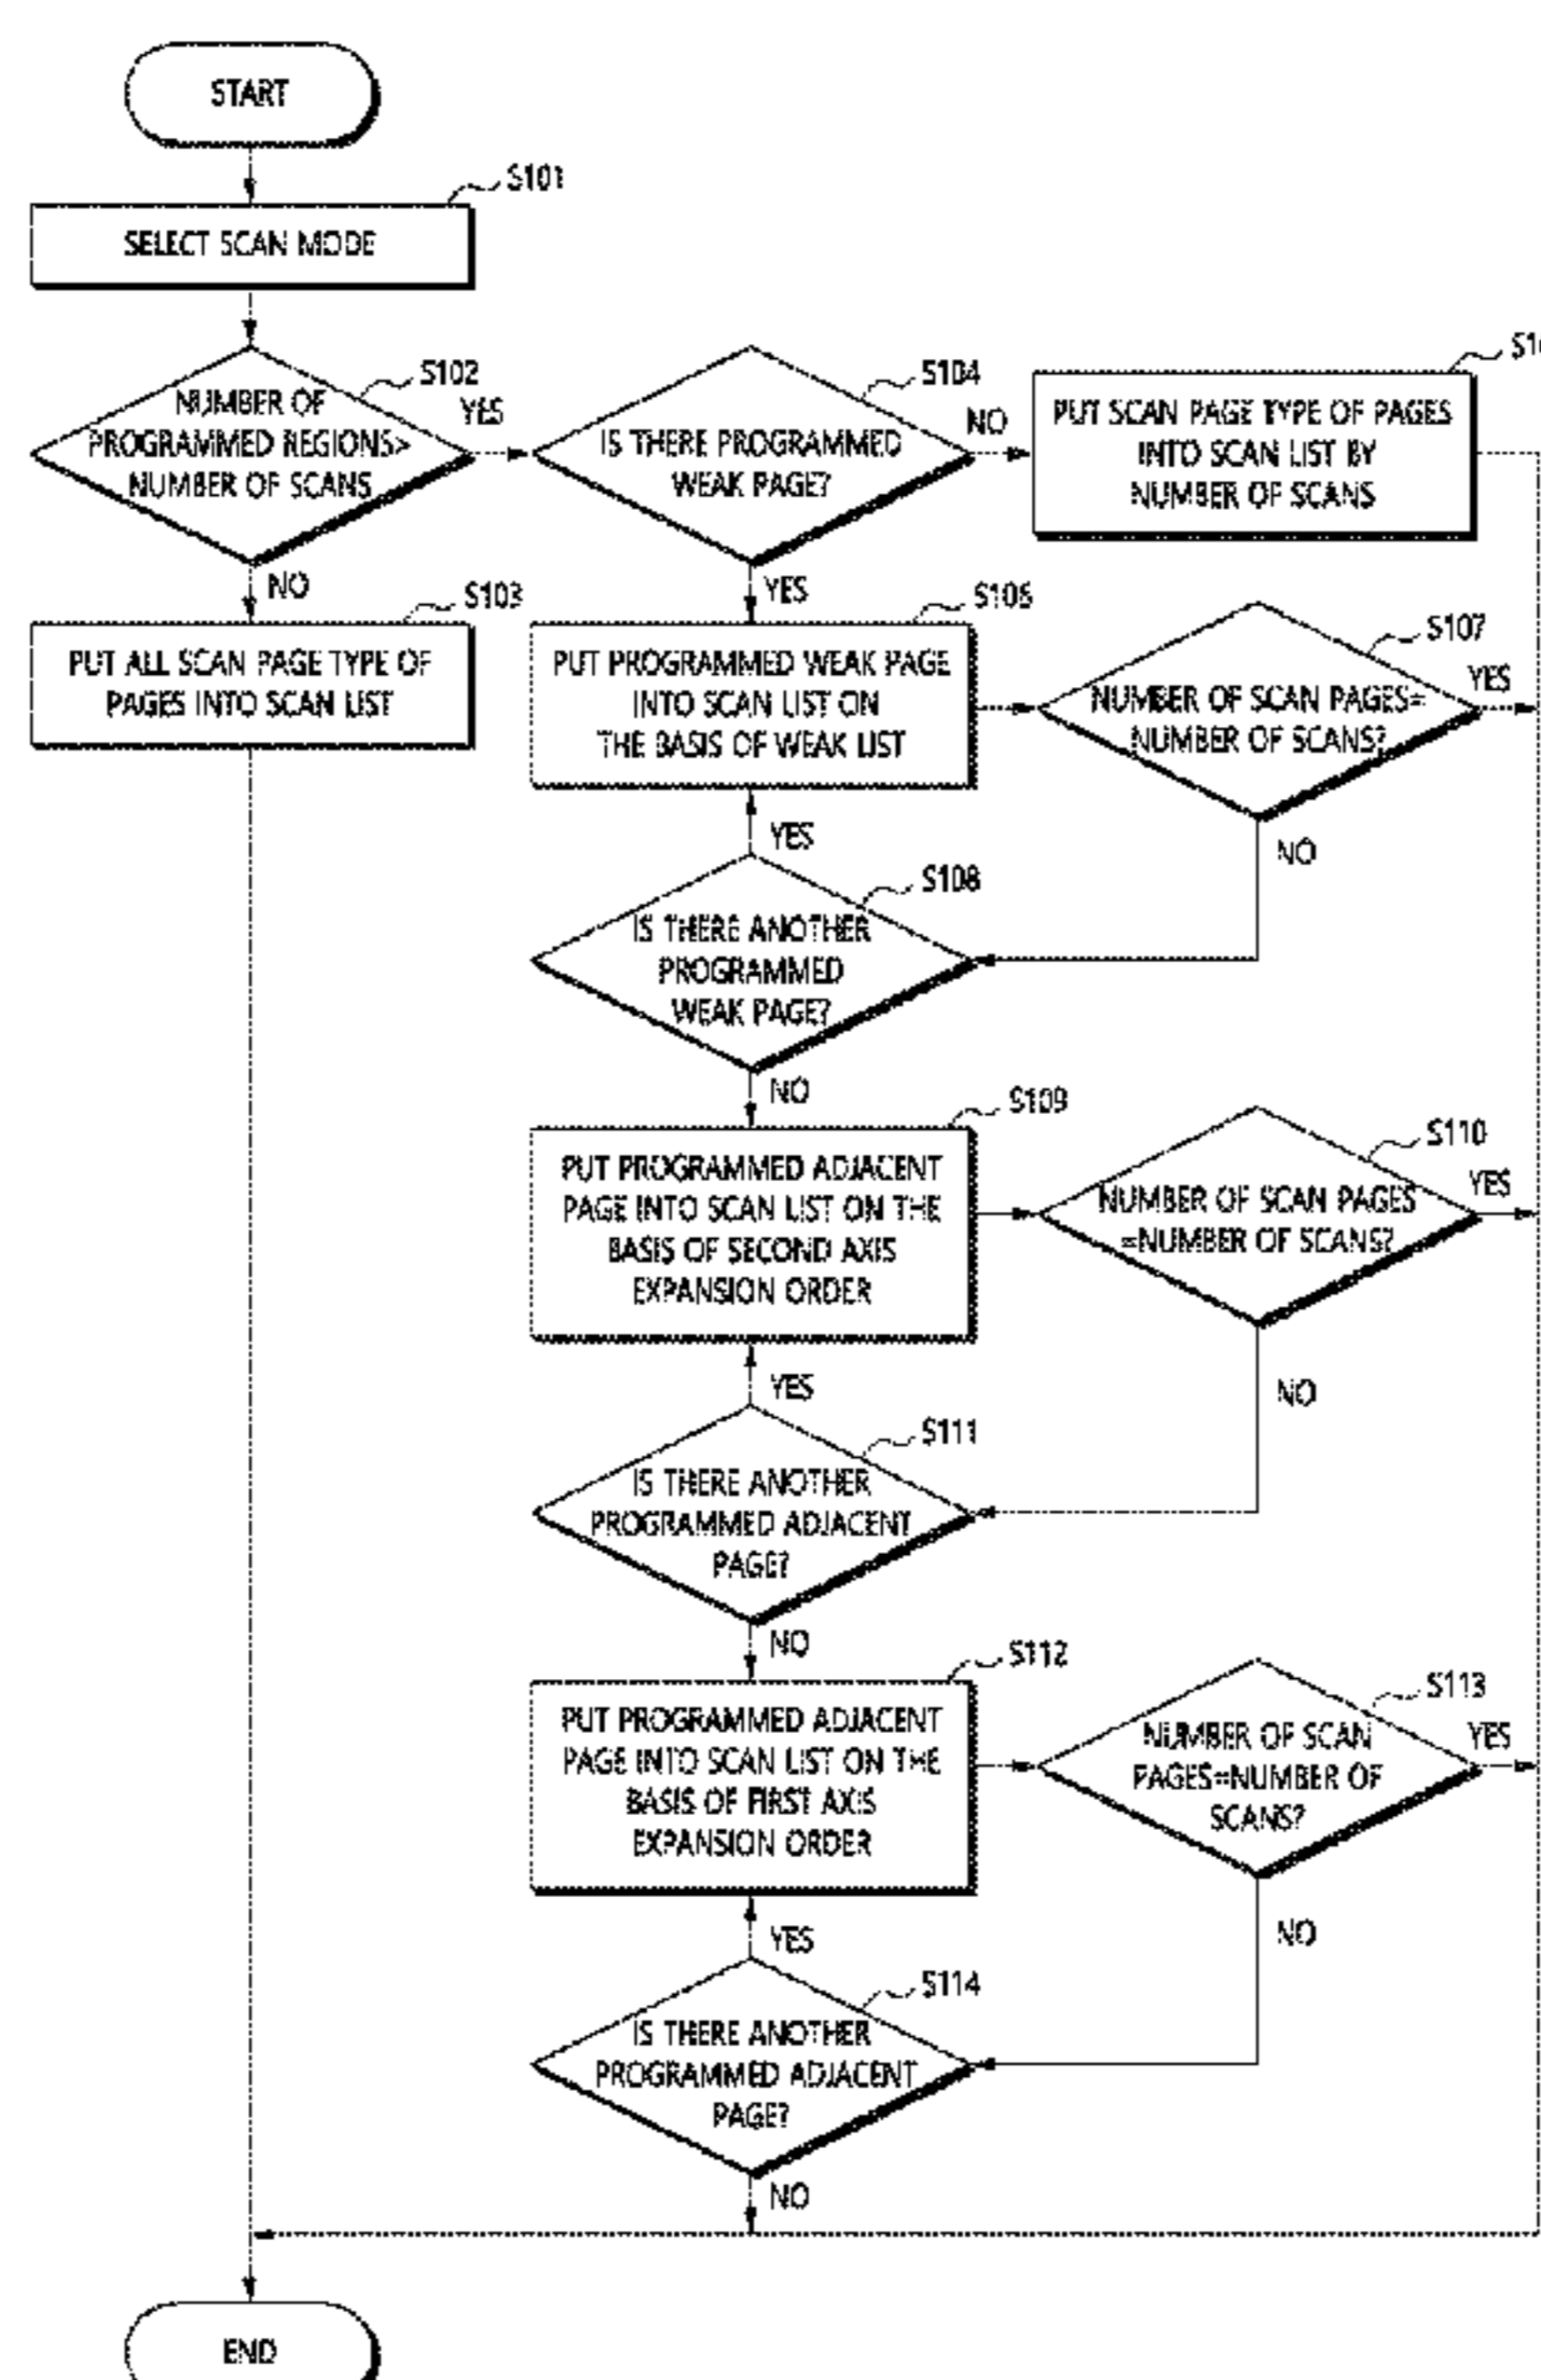 START
S101
SELECT SCAN MODE
S102
NUMBER OF
PROGRAMMED REGIONS>
NUMBER OF SCANS
YES
NO
S104
IS THERE PROGRAMMED
WEAK PAGE?
NO
YES
PUT SCAN PAGE TYPE OF PAGES
INTO SCAN LIST BY
NUMBER OF SCANS
S103
PUT ALL SCAN PAGE TYPE OF
PAGES INTO SCAN LIST
S106
PUT PROGRAMMED WEAK PAGE
INTO SCAN LIST ON
THE BASIS OF WEAK LIST
S107
NUMBER OF SCAN PAGES=
NUMBER OF SCANS?
YES
NO
YES
S108
IS THERE ANOTHER
PROGRAMMED
WEAK PAGE?
NO
S109
PUT PROGRAMMED ADJACENT
PAGE INTO SCAN LIST ON THE
BASIS OF SECOND AXIS
EXPANSION ORDER
S110
NUMBER OF SCAN PAGES
=NUMBER OF SCANS?
YES
NO
YES
S111
IS THERE ANOTHER
PROGRAMMED ADJACENT
PAGE?
NO
S112
PUT PROGRAMMED ADJACENT
PAGE INTO SCAN LIST ON THE
BASIS OF FIRST AXIS
EXPANSION ORDER
S113
NUMBER OF SCAN
PAGES=NUMBER OF
SCANS?
YES
NO
YES
S114
IS THERE ANOTHER
PROGRAMMED ADJACENT
PAGE?
NO
END